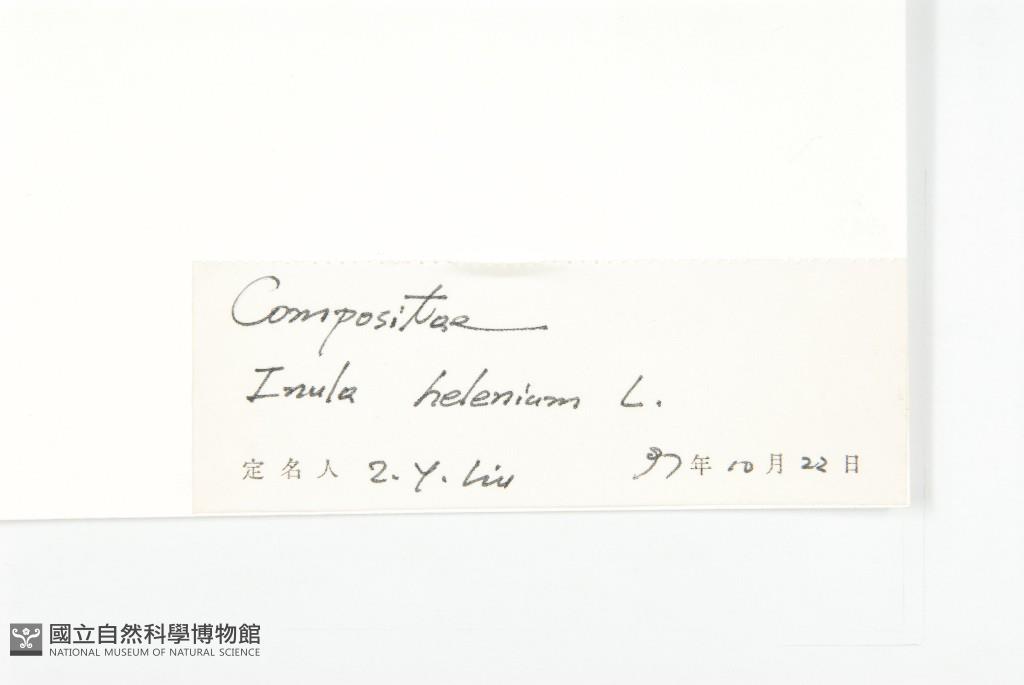 Compositae
Inula helenium L.
定名人 Z. Y. Liu 97年10月22日
國立自然科學博物館
NATIONAL MUSEUM OF NATURAL SCIENCE